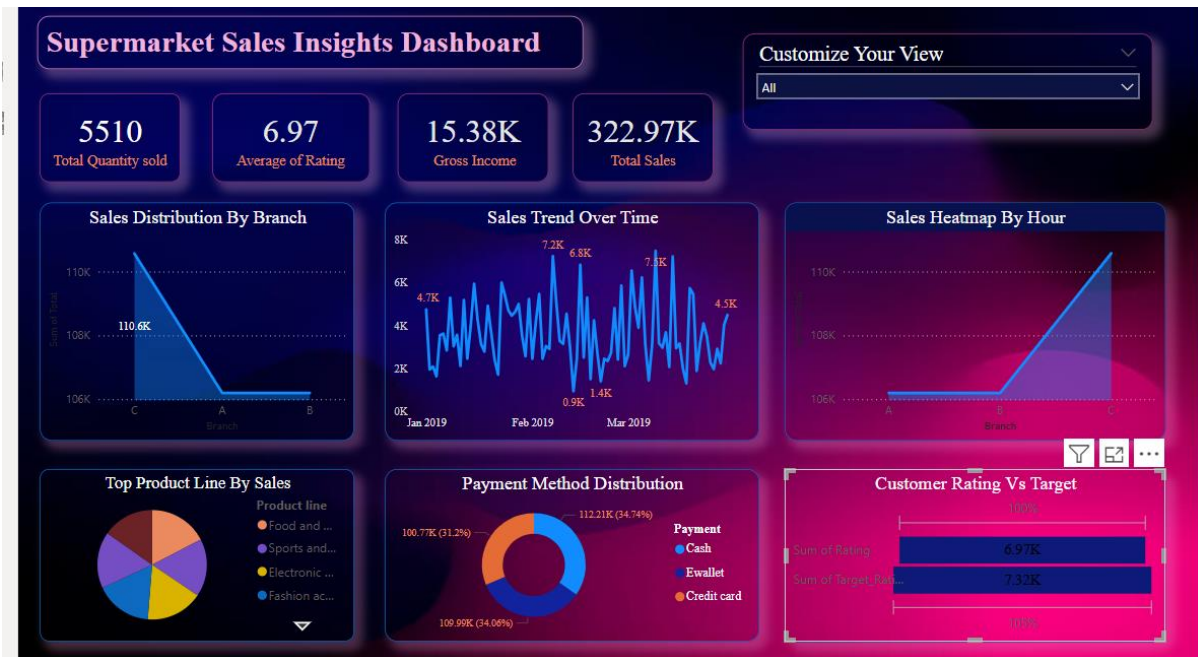 Supermarket Sales Insights Dashboard
Customize Your View
All
5510
Total Quantity sold
6.97
Average of Rating
15.38K
Gross Income
322.97K
Total Sales
Sales Distribution By Branch
110K
108K
106K
Sum of Total
110.6K
C A B
Branch
Sales Trend Over Time
8K
6K
4K
2K
0K
4.7K
7.2K
6.8K
7.5K
4.5K
0.9K
1.4K
Jan 2019 Feb 2019 Mar 2019
Sales Heatmap By Hour
110K
108K
106K
A B C
Branch
Top Product Line By Sales
Product line
Food and ...
Sports and...
Electronic ...
Fashion ac...
Payment Method Distribution
112.21K (34.74%)
100.77K (31.2%)
109.99K (34.06%)
Payment
Cash
Ewallet
Credit card
Customer Rating Vs Target
100%
Sum of Rating
6.97K
Sum of Target_Rati...
7.32K
105%